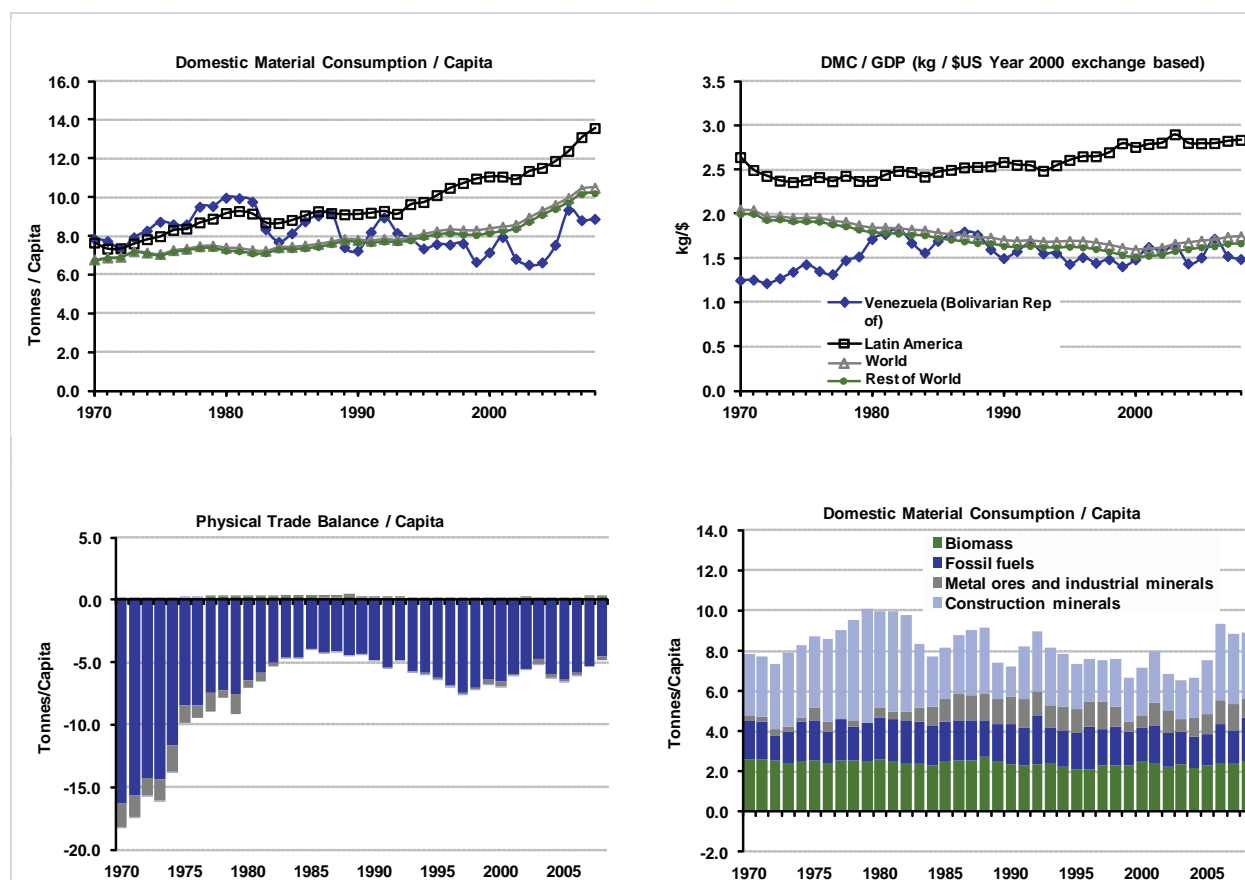 Domestic Material Consumption / Capita
16.0
14.0
12.0
10.0
8.0
6.0
4.0
2.0
0.0
Tonnes / Capita
1970 1980 1990 2000
DMC / GDP (kg / $US Year 2000 exchange based)
3.5
3.0
2.5
2.0
1.5
1.0
0.5
0.0
kg/$
Venezuela (Bolivarian Rep
of)
Latin America
World
Rest of World
1970 1980 1990 2000
Physical Trade Balance / Capita
5.0
0.0
-5.0
-10.0
-15.0
-20.0
Tonnes/Capita
1970 1975 1980 1985 1990 1995 2000 2005
Domestic Material Consumption / Capita
14.0
12.0
10.0
8.0
6.0
4.0
2.0
0.0
-2.0
Tonnes/Capita
Biomass
Fossil fuels
Metal ores and industrial minerals
Construction minerals
1970 1975 1980 1985 1990 1995 2000 2005